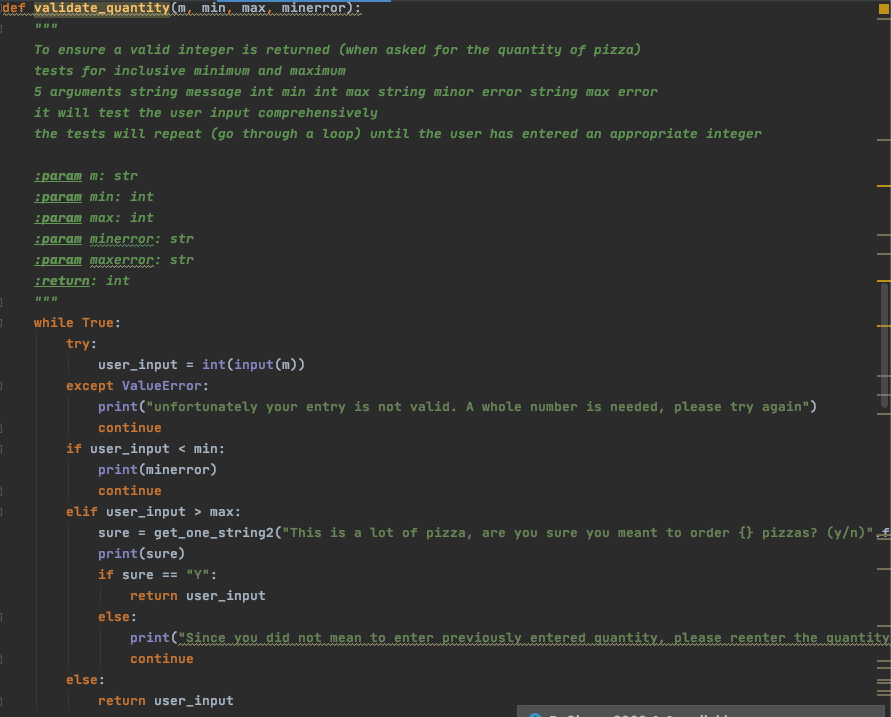 def validate_quantity(m, min, max, minerror):
"""
To ensure a valid integer is returned (when asked for the quantity of pizza)
tests for inclusive minimum and maximum
5 arguments string message int min int max string minor error string max error
it will test the user input comprehensively
the tests will repeat (go through a loop) until the user has entered an appropriate integer
:param m: str
:param min: int
:param max: int
:param minerror: str
:param maxerror: str
:return: int
"""
while True:
try:
user_input = int(input(m))
except ValueError:
print("unfortunately your entry is not valid. A whole number is needed, please try again")
continue
if user_input < min:
print(minerror)
continue
elif user_input > max:
sure = get_one_string2("This is a lot of pizza, are you sure you meant to order {} pizzas? (y/n)".f
print(sure)
if sure == "Y":
return user_input
else:
print("Since you did not mean to enter previously entered quantity, please reenter the quantity
continue
else:
return user_input